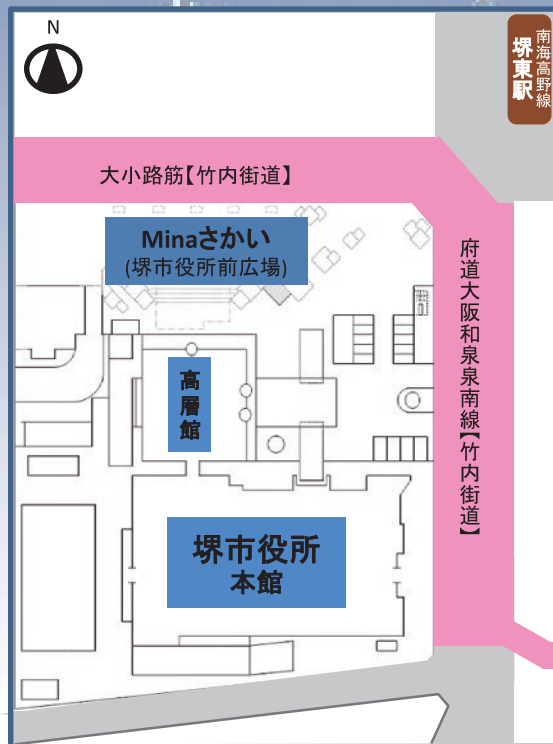 N
南海高野線
堺東駅
大小路筋【竹内街道】
Minaさかい
(堺市役所前広場)
府道大阪和泉泉南線【竹内街道】
高層館
堺市役所
本館